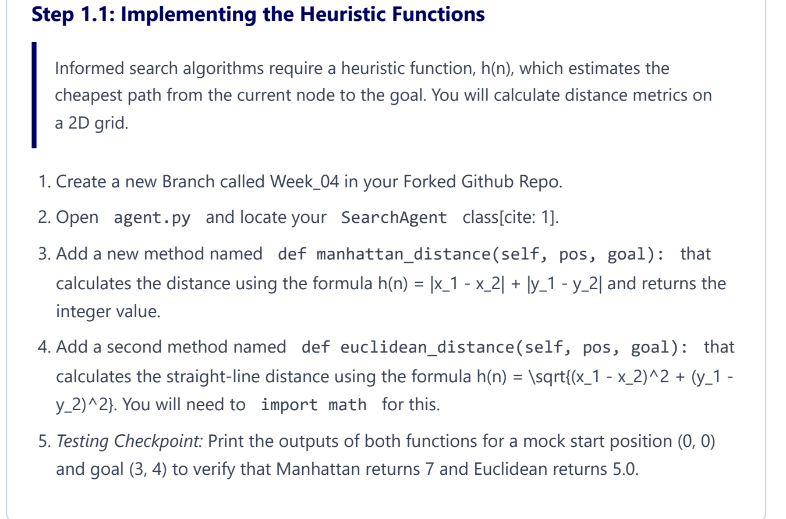 Step 1.1: Implementing the Heuristic Functions
Informed search algorithms require a heuristic function, h(n), which estimates the
cheapest path from the current node to the goal. You will calculate distance metrics on
a 2D grid.
1. Create a new Branch called Week_04 in your Forked Github Repo.
2. Open agent.py and locate your SearchAgent class[cite: 1].
3. Add a new method named def manhattan_distance(self, pos, goal): that
calculates the distance using the formula h(n) = |x_1 - x_2| + |y_1 - y_2| and returns the
integer value.
4. Add a second method named def euclidean_distance(self, pos, goal): that
calculates the straight-line distance using the formula h(n) = \sqrt{(x_1 - x_2)^2 + (y_1 -
y_2)^2}. You will need to import math for this.
5. Testing Checkpoint: Print the outputs of both functions for a mock start position (0, 0)
and goal (3, 4) to verify that Manhattan returns 7 and Euclidean returns 5.0.